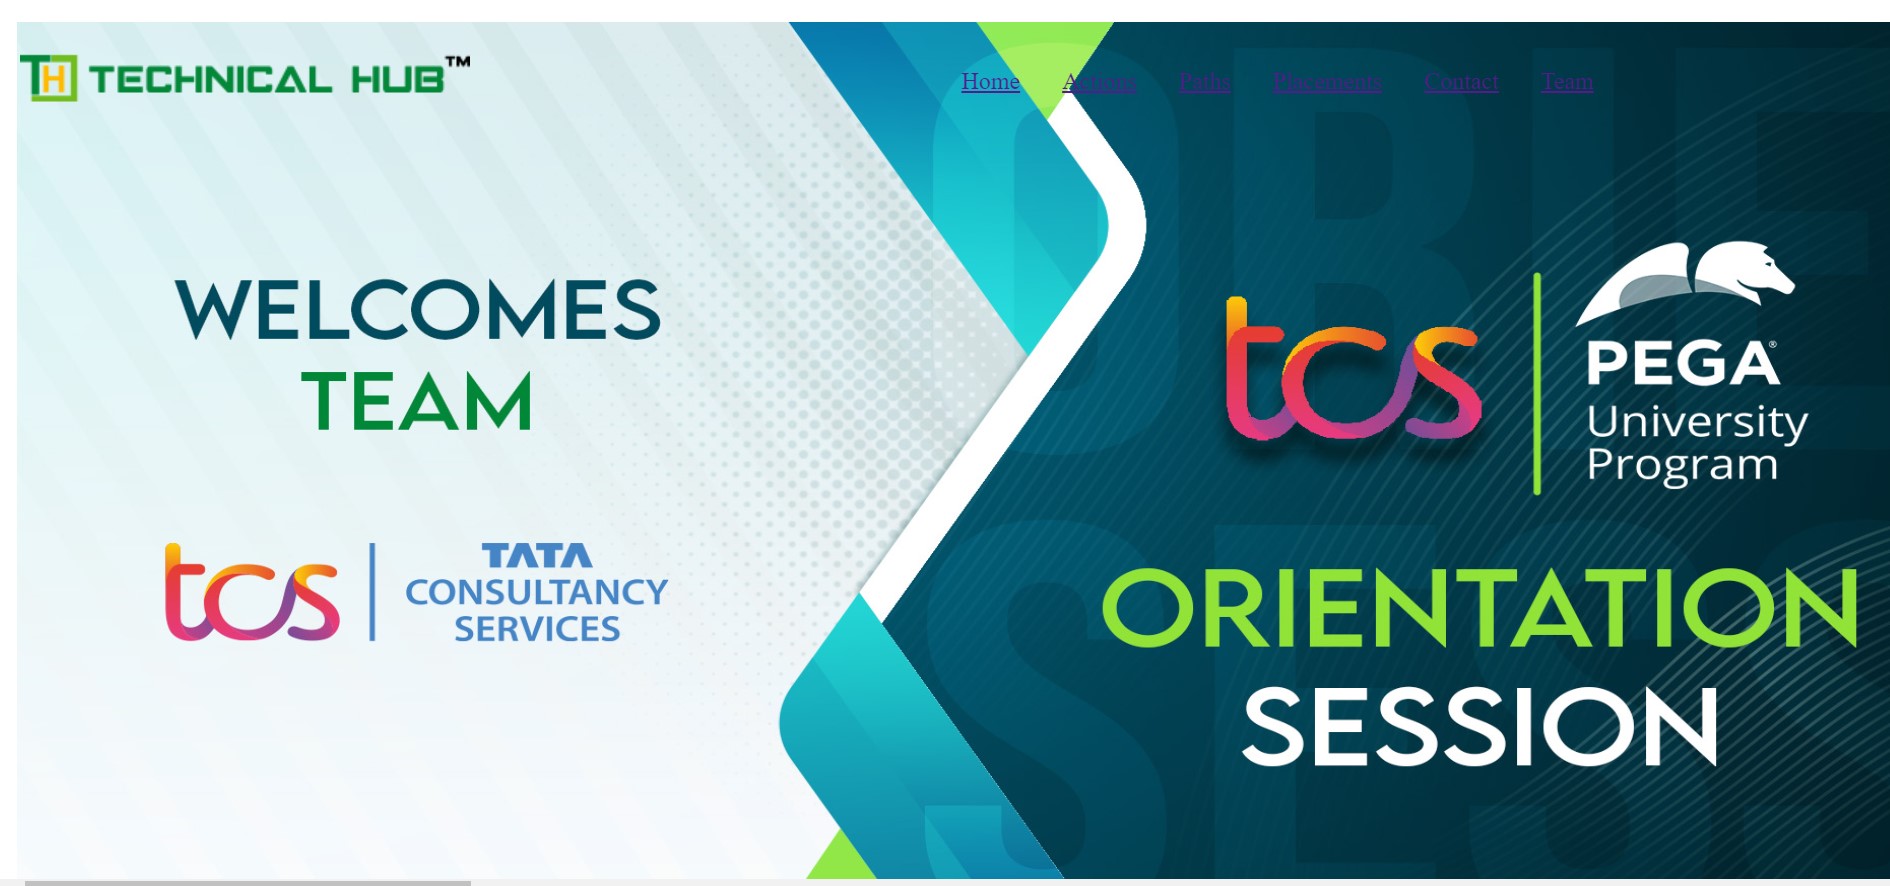 TH TECHNICAL HUB™
Home Actions Paths Placements Contact Team
WELCOMES
TEAM
tcs TATA
CONSULTANCY
SERVICES
tcs
PEGA®
University
Program
ORIENTATION
SESSION